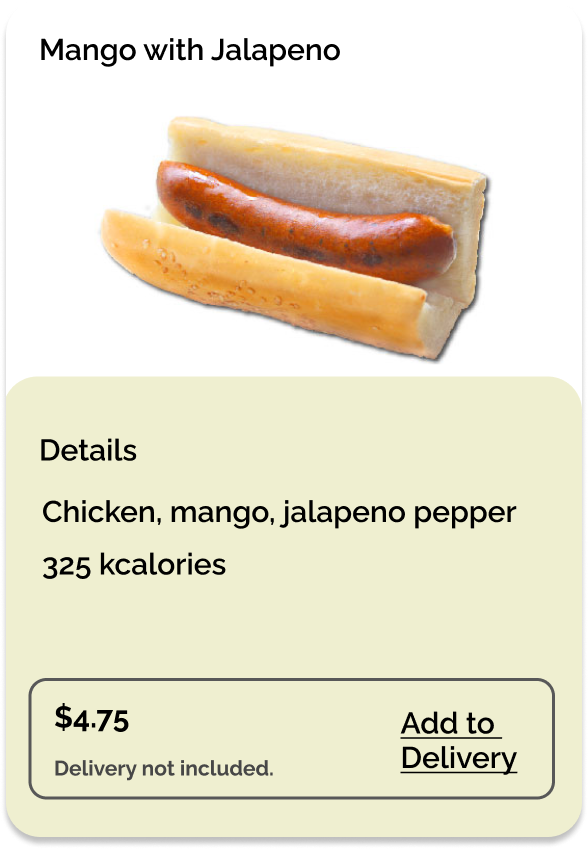 Mango with Jalapeno
Details
Chicken, mango, jalapeno pepper
325 kcalories
$4.75
Delivery not included.
Add to
Delivery